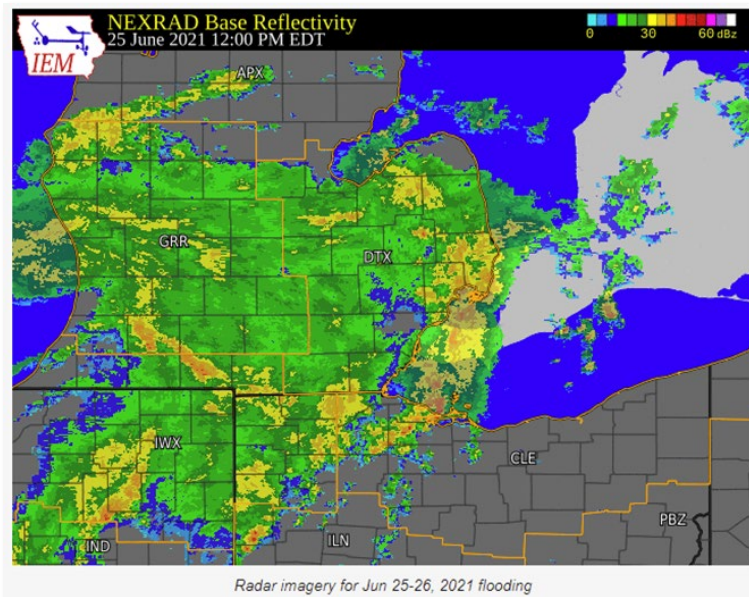 NEXRAD Base Reflectivity
25 June 2021 12:00 PM EDT
IEM
0 30 60 dBz
APX
GRR
DTX
IWX
CLE
PBZ
IND
ILN
Radar imagery for Jun 25-26, 2021 flooding